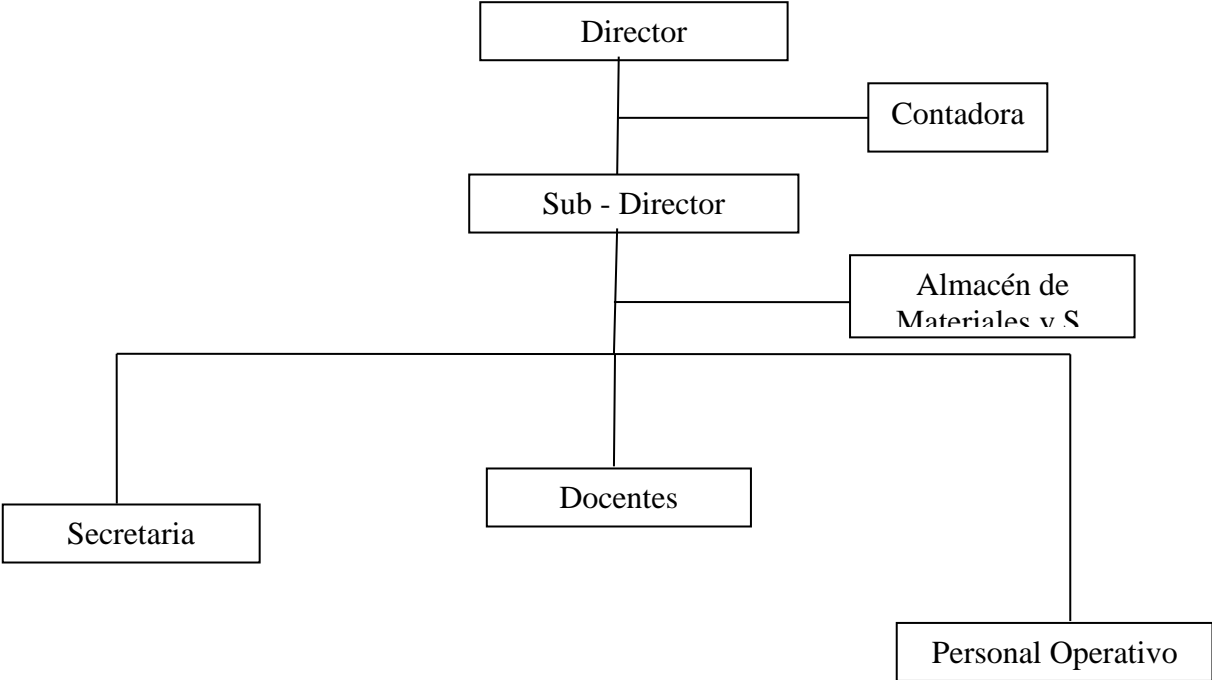 Director
Contadora
Sub - Director
Almacén de
Materiales y S
Docentes
Secretaria
Personal Operativo